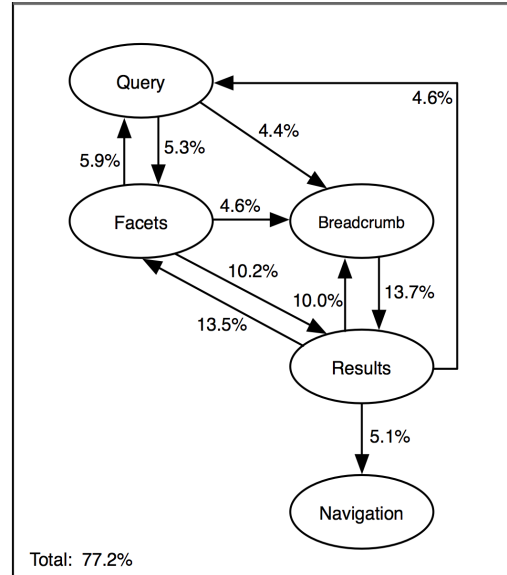 Query
4.6%
4.4%
5.9%
5.3%
Facets
4.6%
Breadcrumb
10.2%
10.0%
13.7%
13.5%
Results
5.1%
Navigation
Total: 77.2%